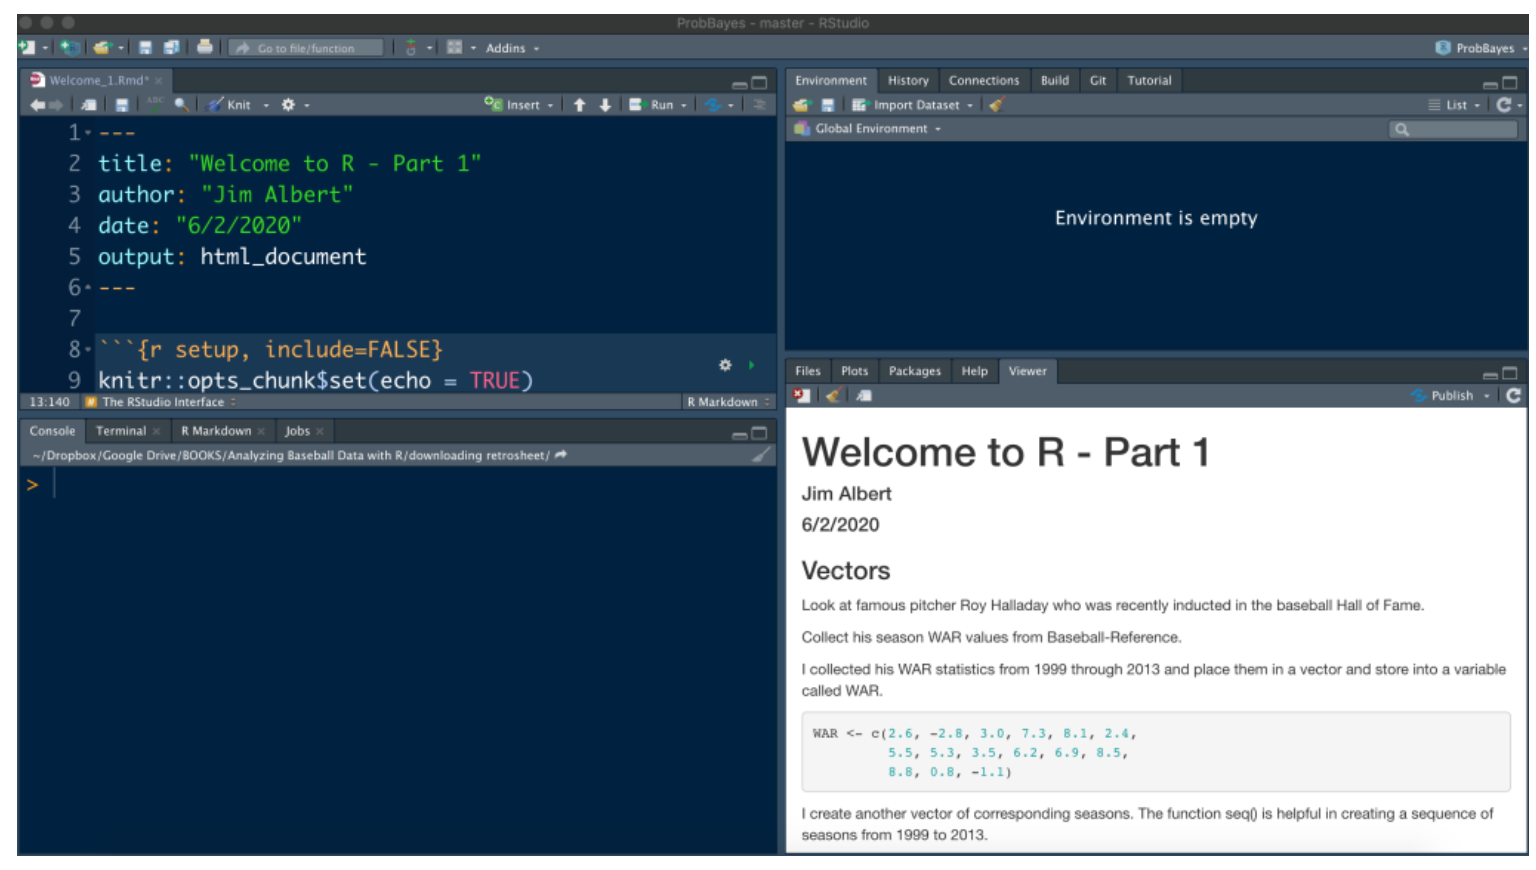 ProbBayes - master - RStudio
Go to file/function
Addins
ProbBayes
Welcome_1.Rmd*
ABC
Knit
Insert
Run
1 ---
2 title: "Welcome to R - Part 1"
3 author: "Jim Albert"
4 date: "6/2/2020"
5 output: html_document
6 ---
7
8 ```{r setup, include=FALSE}
9 knitr::opts_chunk$set(echo = TRUE)
13:140
# The RStudio Interface
R Markdown
Console Terminal R Markdown Jobs
~/Dropbox/Google Drive/BOOKS/Analyzing Baseball Data with R/downloading retrosheet/
>
Environment History Connections Build Git Tutorial
Import Dataset
List
Global Environment
Environment is empty
Files Plots Packages Help Viewer
Publish
Welcome to R - Part 1
Jim Albert
6/2/2020
Vectors
Look at famous pitcher Roy Halladay who was recently inducted in the baseball Hall of Fame.
Collect his season WAR values from Baseball-Reference.
I collected his WAR statistics from 1999 through 2013 and place them in a vector and store into a variable
called WAR.
WAR <- c(2.6, -2.8, 3.0, 7.3, 8.1, 2.4,
5.5, 5.3, 3.5, 6.2, 6.9, 8.5,
8.8, 0.8, -1.1)
I create another vector of corresponding seasons. The function seq() is helpful in creating a sequence of
seasons from 1999 to 2013.